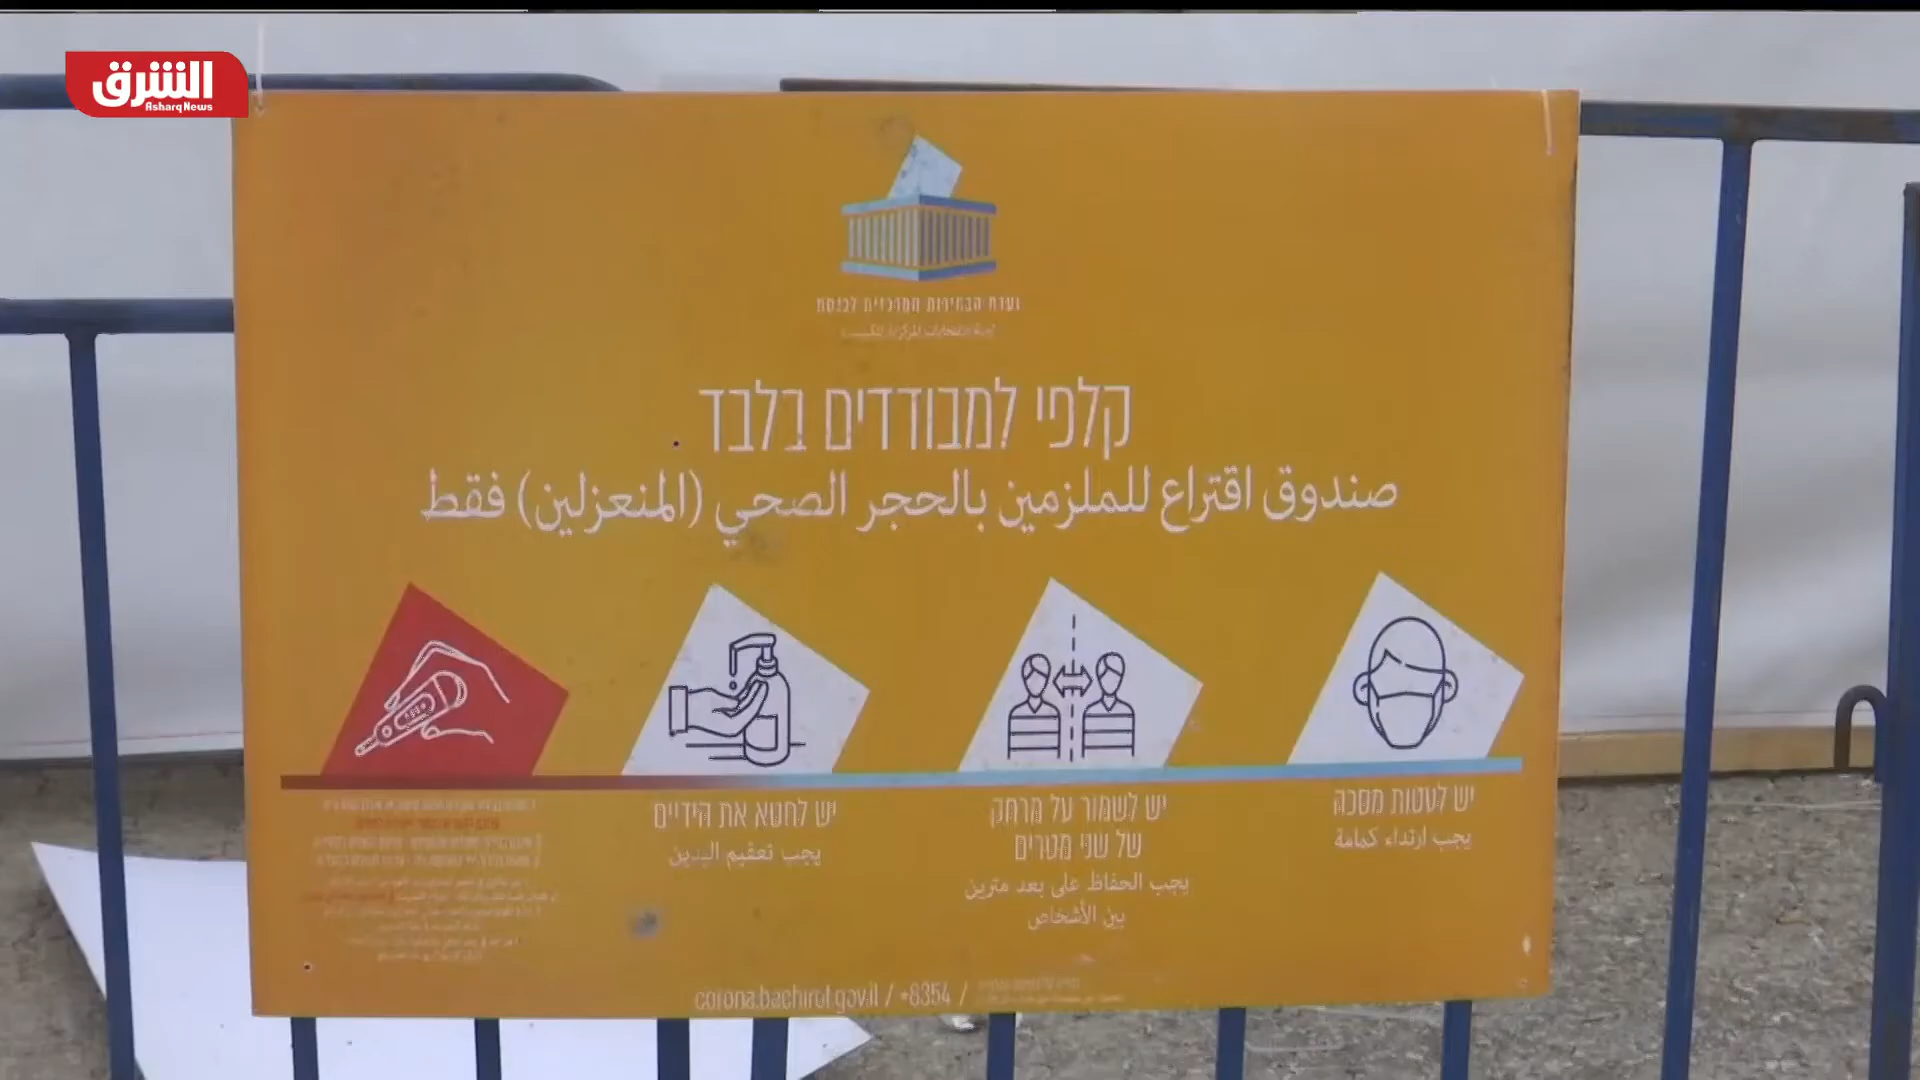 الشرق
Asharq News
ועדת הבחירות המרכזית לכנסת
لجنة الانتخابات المركزية للكنيست
קלפי למבודדים בלבד
صندوق اقتراع للملزمين بالحجر الصحي (المنعزلين) فقط
יש לעטות מסכה
يجب ارتداء كمامة
יש לשמור על מרחק
של שני מטרים
يجب الحفاظ على بعد مترين
بين الأشخاص
יש לחטא את הידיים
يجب تعقيم اليدين
corona.bachirot.gov.il / *8354 /